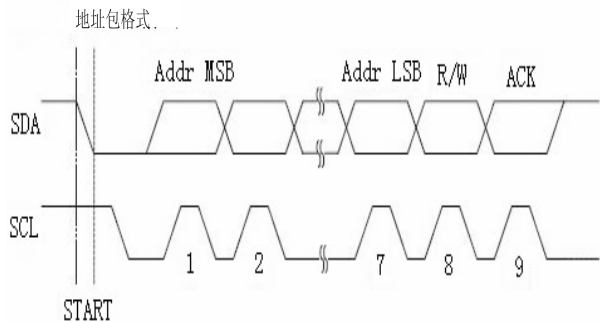 地址包格式
Addr MSB Addr LSB R/W ACK
SDA
SCL
1 2 7 8 9
START